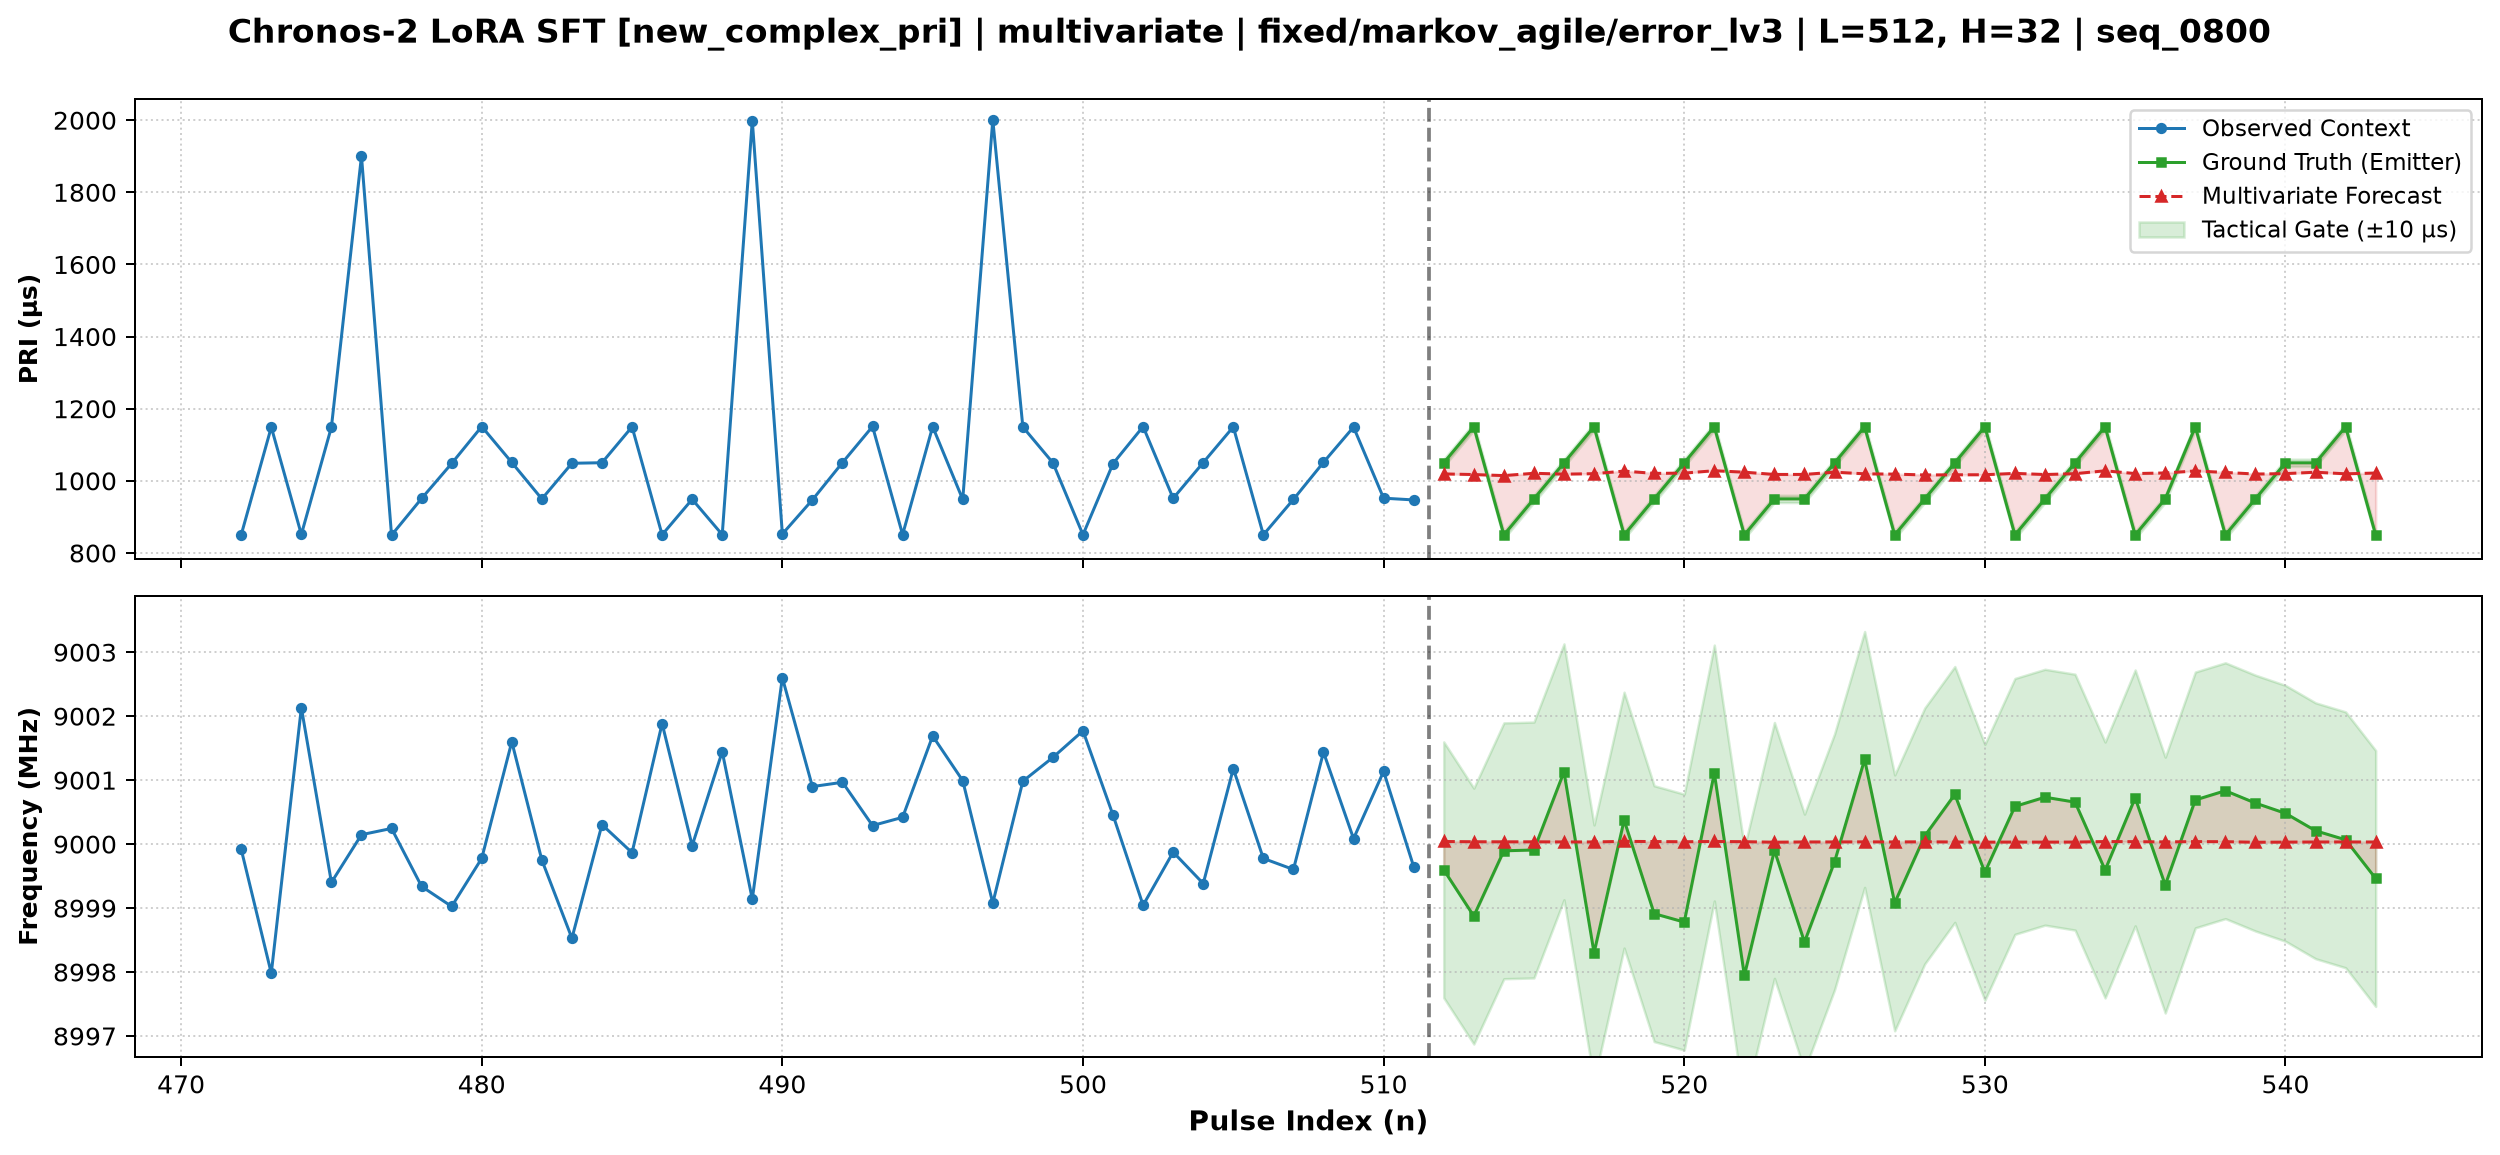 Chronos-2 LoRA SFT [new_complex_pri] | multivariate | fixed/markov_agile/error_lv3 | L=512, H=32 | seq_0800
PRI (µs)
2000
1800
1600
1400
1200
1000
800
Observed Context
Ground Truth (Emitter)
Multivariate Forecast
Tactical Gate (±10 µs)
Frequency (MHz)
9003
9002
9001
9000
8999
8998
8997
470 480 490 500 510 520 530 540
Pulse Index (n)